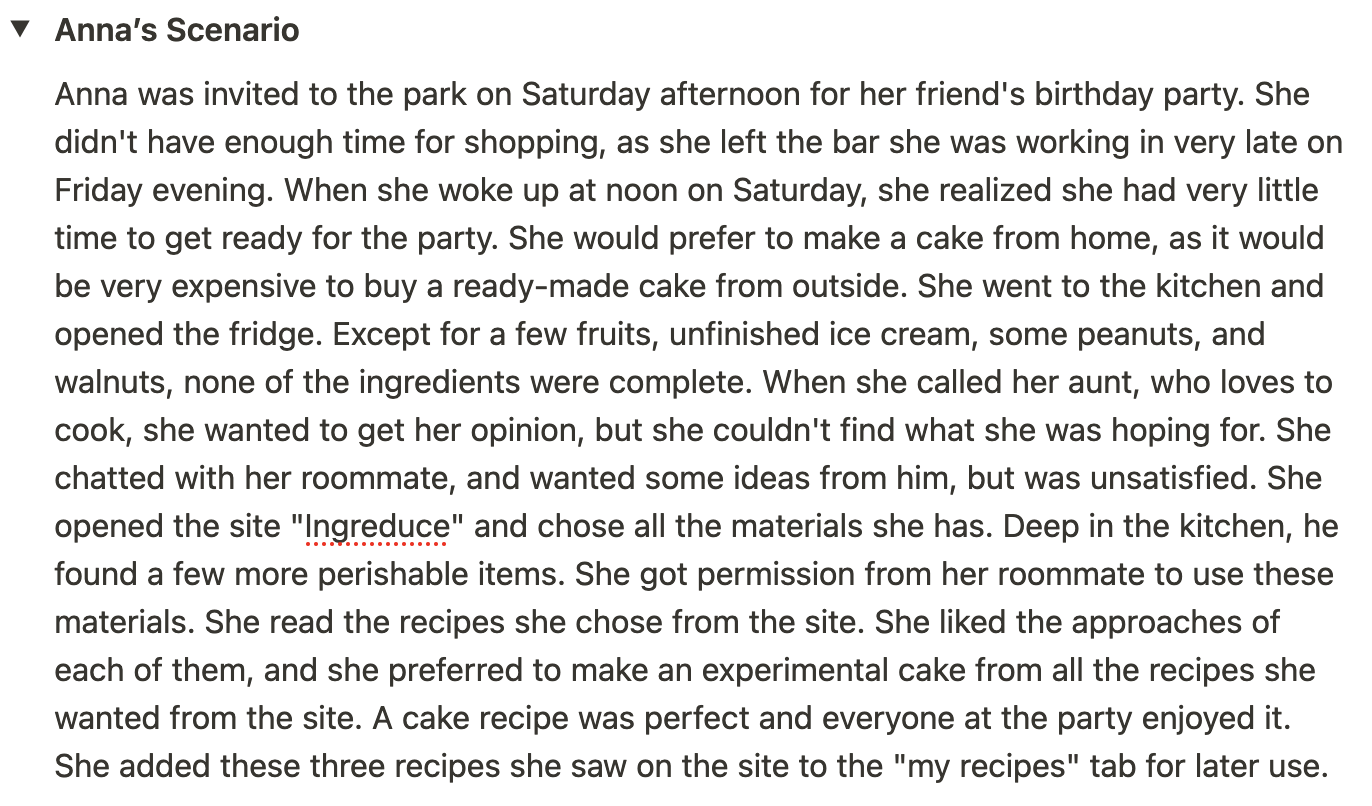 Anna’s Scenario
Anna was invited to the park on Saturday afternoon for her friend's birthday party. She
didn't have enough time for shopping, as she left the bar she was working in very late on
Friday evening. When she woke up at noon on Saturday, she realized she had very little
time to get ready for the party. She would prefer to make a cake from home, as it would
be very expensive to buy a ready-made cake from outside. She went to the kitchen and
opened the fridge. Except for a few fruits, unfinished ice cream, some peanuts, and
walnuts, none of the ingredients were complete. When she called her aunt, who loves to
cook, she wanted to get her opinion, but she couldn't find what she was hoping for. She
chatted with her roommate, and wanted some ideas from him, but was unsatisfied. She
opened the site "Ingreduce" and chose all the materials she has. Deep in the kitchen, he
found a few more perishable items. She got permission from her roommate to use these
materials. She read the recipes she chose from the site. She liked the approaches of
each of them, and she preferred to make an experimental cake from all the recipes she
wanted from the site. A cake recipe was perfect and everyone at the party enjoyed it.
She added these three recipes she saw on the site to the "my recipes" tab for later use.